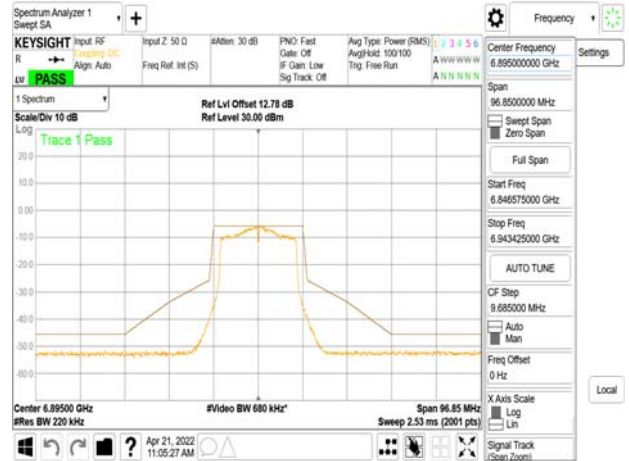 Spectrum Analyzer 1
Swept SA
+
Frequency
KEYSIGHT
Input: RF
Coupling: DC
Align: Auto
Input Z: 50 Ω
Freq Ref: Int (S)
#Atten: 30 dB
PNO: Fast
Gate: Off
IF Gain: Low
Sig Track: Off
Avg Type: Power (RMS)
Avg|Hold: 100/100
Trig: Free Run
1 2 3 4 5 6
A W W W W W
A N N N N N
R
LV PASS
1 Spectrum
Scale/Div 10 dB
Ref Lvl Offset 12.78 dB
Ref Level 30.00 dBm
Log
Trace 1 Pass
20.0
10.0
0.00
-10.0
-20.0
-30.0
-40.0
-50.0
-60.0
Center 6.89500 GHz
#Res BW 220 kHz
#Video BW 680 kHz*
Span 96.85 MHz
Sweep 2.53 ms (2001 pts)
Apr 21, 2022
11:05:27 AM
Center Frequency
6.895000000 GHz
Settings
Span
96.8500000 MHz
Swept Span
Zero Span
Full Span
Start Freq
6.846575000 GHz
Stop Freq
6.943425000 GHz
AUTO TUNE
CF Step
9.685000 MHz
Auto
Man
Freq Offset
0 Hz
X Axis Scale
Log
Lin
Local
Signal Track
(Span Zoom)